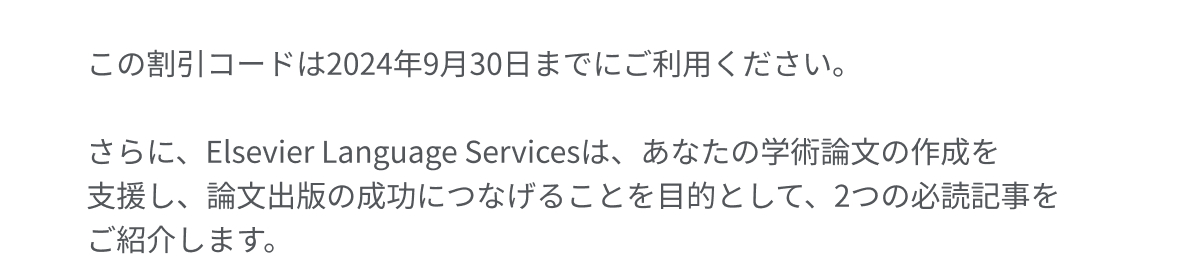 この割引コードは2024年9月30日までにご利用ください。
さらに、Elsevier Language Servicesは、あなたの学術論文の作成を
支援し、論文出版の成功につなげることを目的として、2つの必読記事を
ご紹介します。